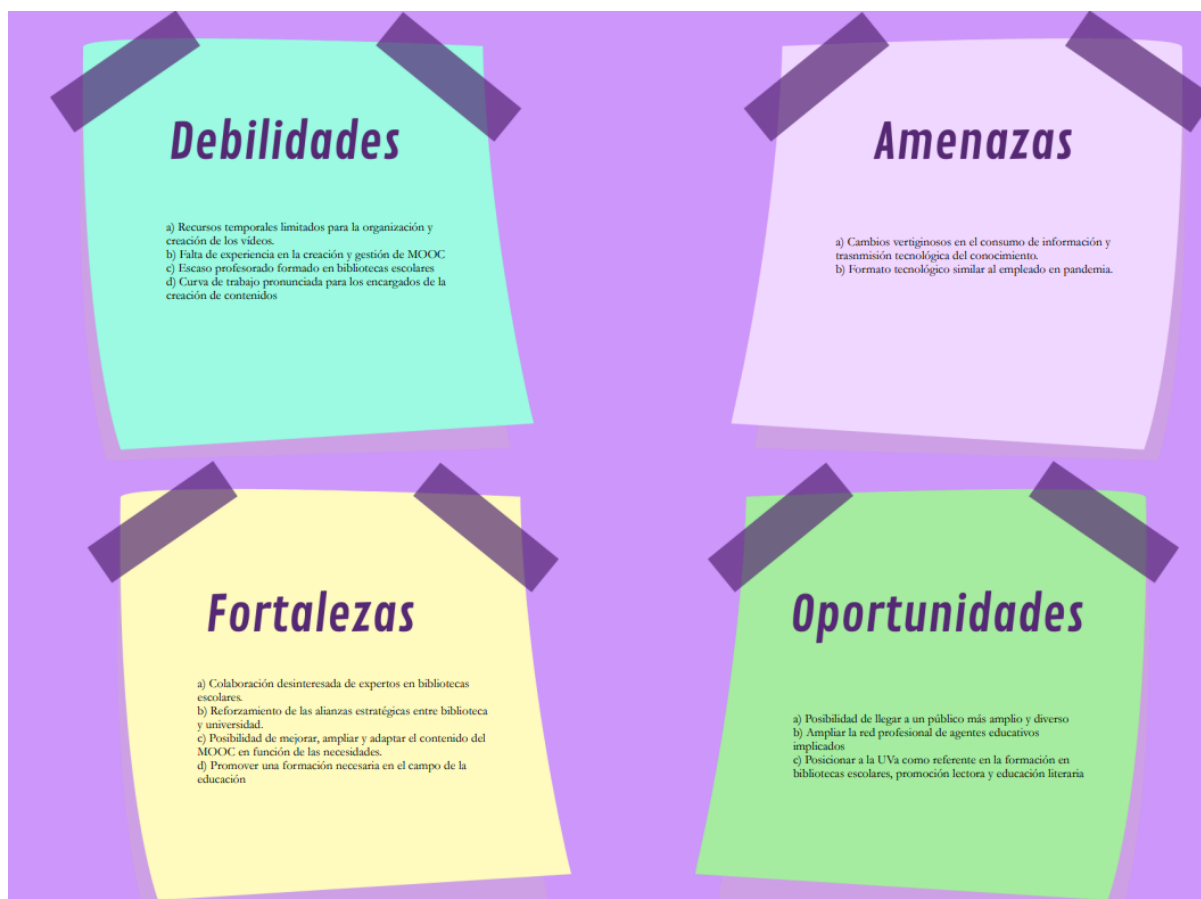 Debilidades
a) Recursos temporales limitados para la organización y
creación de los vídeos.
b) Falta de experiencia en la creación y gestión de MOOC
c) Escaso profesorado formado en bibliotecas escolares
d) Curva de trabajo pronunciada para los encargados de la
creación de contenidos
Amenazas
a) Cambios vertiginosos en el consumo de información y
trasnmisión tecnológica del conocimiento.
b) Formato tecnológico similar al empleado en pandemia.
Fortalezas
a) Colaboración desinteresada de expertos en bibliotecas
escolares.
b) Reforzamiento de las alianzas estratégicas entre biblioteca
y universidad.
c) Posibilidad de mejorar, ampliar y adaptar el contenido del
MOOC en función de las necesidades.
d) Promover una formación necesaria en el campo de la
educación
Oportunidades
a) Posibilidad de llegar a un público más amplio y diverso
b) Ampliar la red profesional de agentes educativos
implicados
c) Posicionar a la UVa como referente en la formación en
bibliotecas escolares, promoción lectora y educación literaria